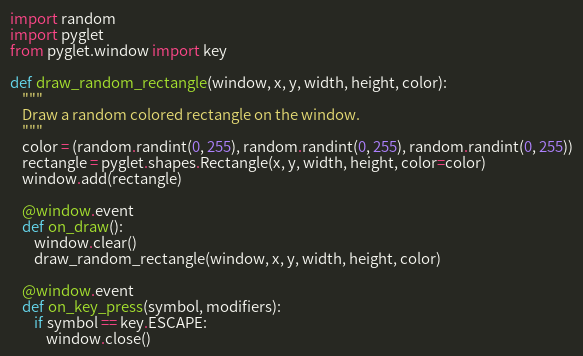 import random
import pyglet
from pyglet.window import key

def draw_random_rectangle(window, x, y, width, height, color):
    """
    Draw a random colored rectangle on the window.
    """
    color = (random.randint(0, 255), random.randint(0, 255), random.randint(0, 255))
    rectangle = pyglet.shapes.Rectangle(x, y, width, height, color=color)
    window.add(rectangle)

    @window.event
    def on_draw():
        window.clear()
        draw_random_rectangle(window, x, y, width, height, color)

    @window.event
    def on_key_press(symbol, modifiers):
        if symbol == key.ESCAPE:
            window.close()